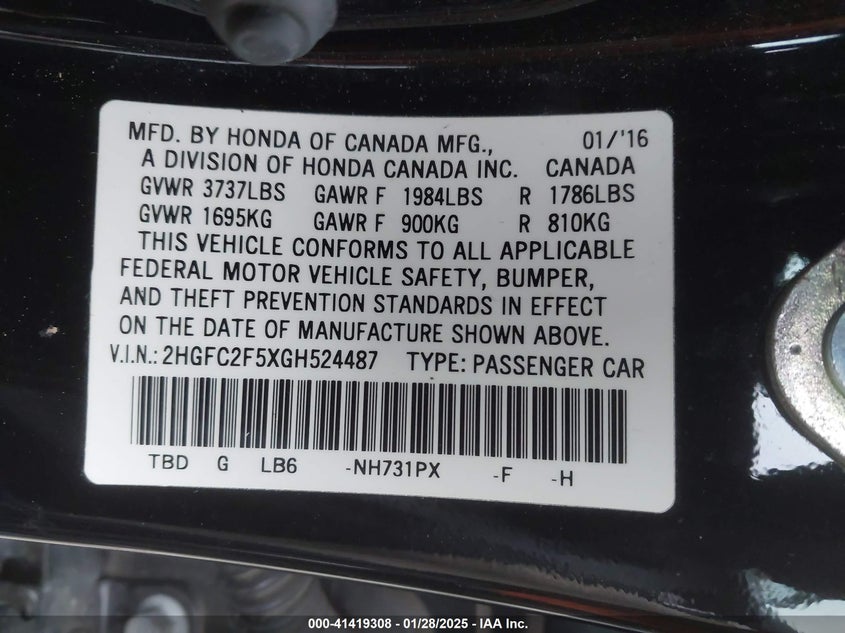 MFD. BY HONDA OF CANADA MFG., 01/'16
A DIVISION OF HONDA CANADA INC. CANADA
GVWR 3737LBS GAWR F 1984LBS R 1786LBS
GVWR 1695KG GAWR F 900KG R 810KG
THIS VEHICLE CONFORMS TO ALL APPLICABLE
FEDERAL MOTOR VEHICLE SAFETY, BUMPER,
AND THEFT PREVENTION STANDARDS IN EFFECT
ON THE DATE OF MANUFACTURE SHOWN ABOVE.
V.I.N.: 2HGFC2F5XGH524487 TYPE: PASSENGER CAR
TBD G LB6 -NH731PX -F -H
000-41419308 - 01/28/2025 - IAA Inc.